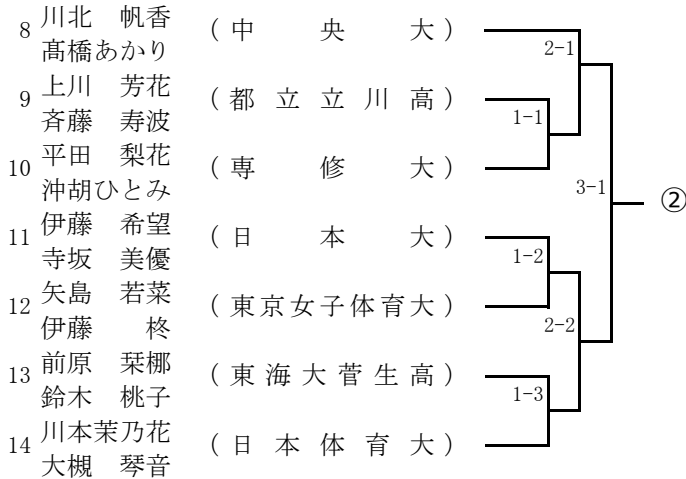 8 川北　帆香
髙橋あかり
（中央大）
9 上川　芳花
斉藤　寿波
（都立立川高）
10 平田　梨花
沖胡ひとみ
（専修大）
11 伊藤　希望
寺坂　美優
（日本大）
12 矢島　若菜
伊藤　　柊
（東京女子体育大）
13 前原　栞梛
鈴木　桃子
（東海大菅生高）
14 川本茉乃花
大槻　琴音
（日本体育大）
2-1
1-1
3-1
②
1-2
2-2
1-3